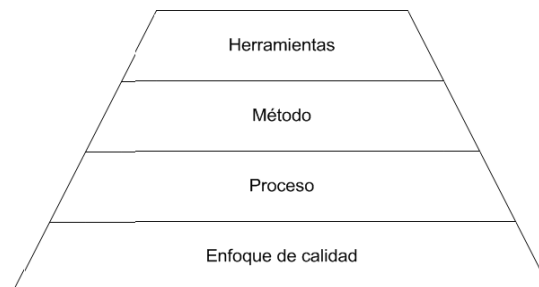 Herramientas
Método
Proceso
Enfoque de calidad